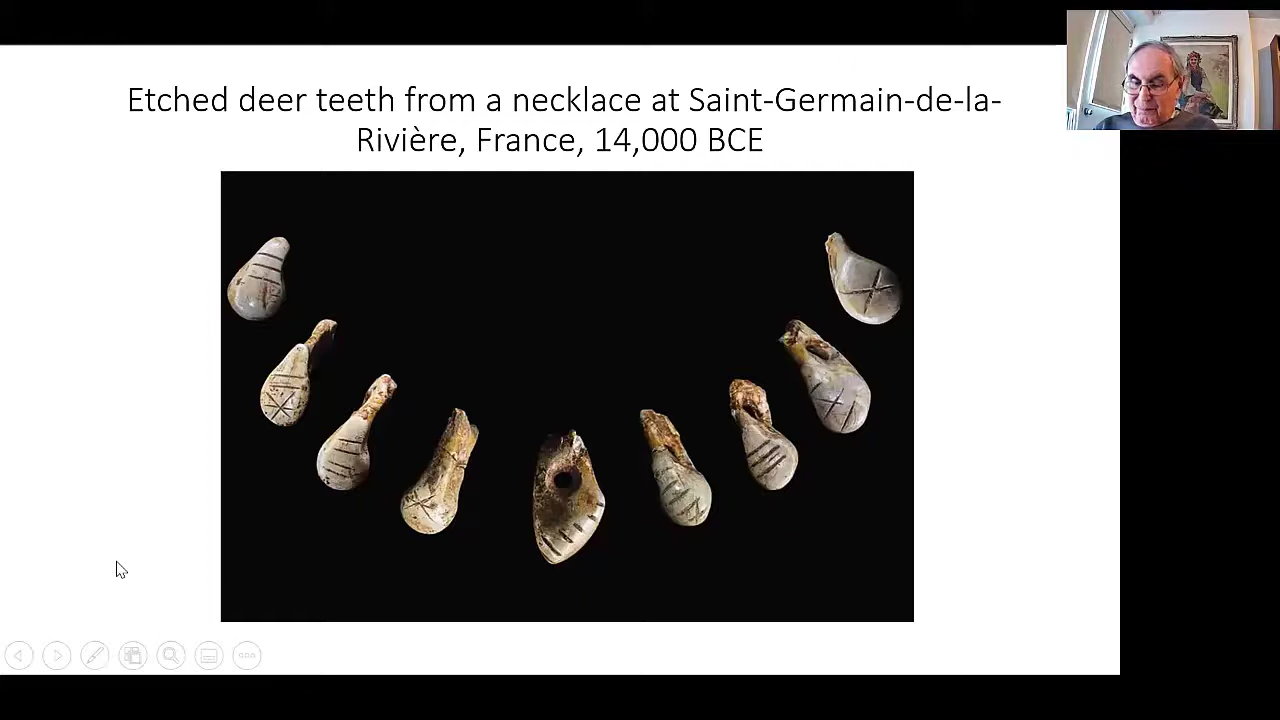 Etched deer teeth from a necklace at Saint-Germain-de-la-
Rivière, France, 14,000 BCE